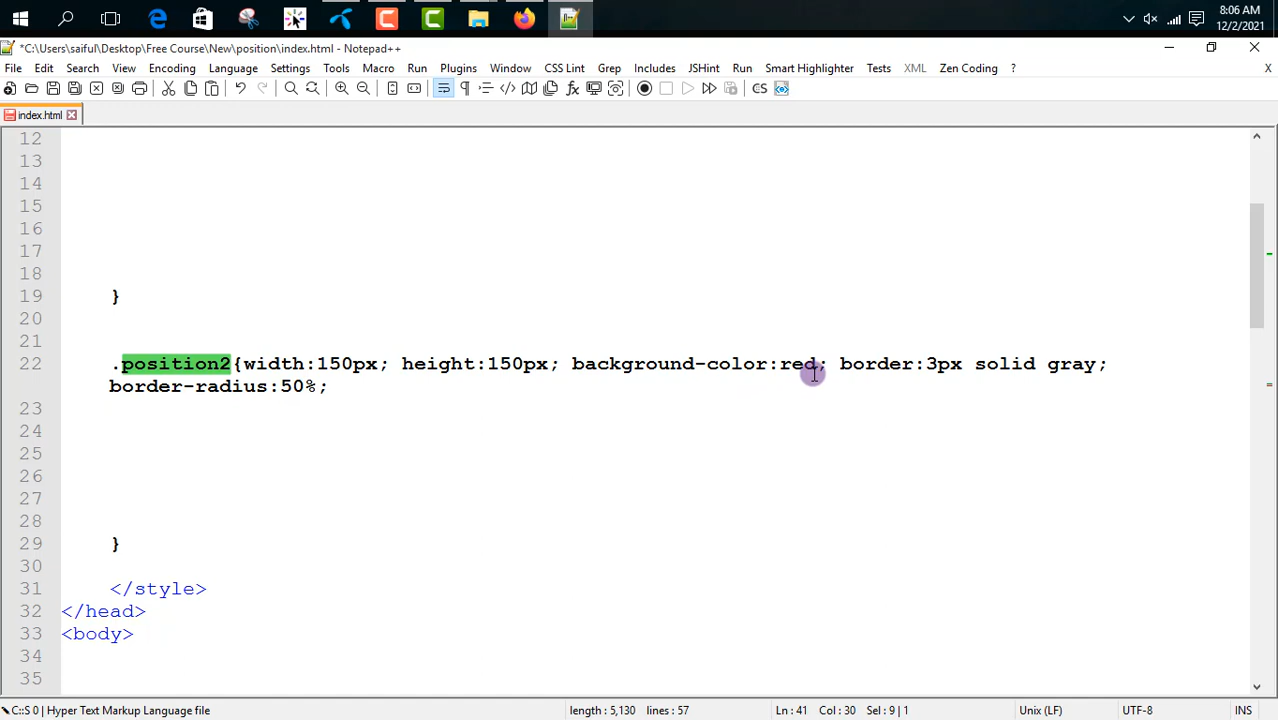 8:06 AM
12/2/2021
*C:\Users\saiful\Desktop\Free Course\New\position\index.html - Notepad++
File Edit Search View Encoding Language Settings Tools Macro Run Plugins Window CSS Lint Grep Includes JSHint Run Smart Highlighter Tests XML Zen Coding ? X
index.html
12
13
14
15
16
17
18
19 }
20
21
22 .position2{width:150px; height:150px; background-color:red; border:3px solid gray;
border-radius:50%;
23
24
25
26
27
28
29 }
30
31 </style>
32 </head>
33 <body>
34
35
C::S 0 | Hyper Text Markup Language file length : 5,130 lines : 57 Ln : 41 Col : 30 Sel : 9 | 1 Unix (LF) UTF-8 INS